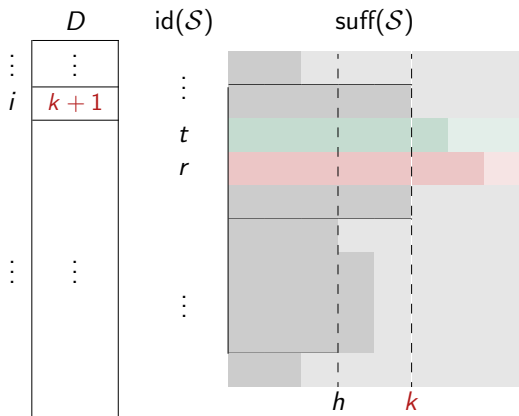 D id(S) suff(S)
⋮ ⋮ ⋮
i k + 1
t
r
⋮ ⋮ ⋮
h k